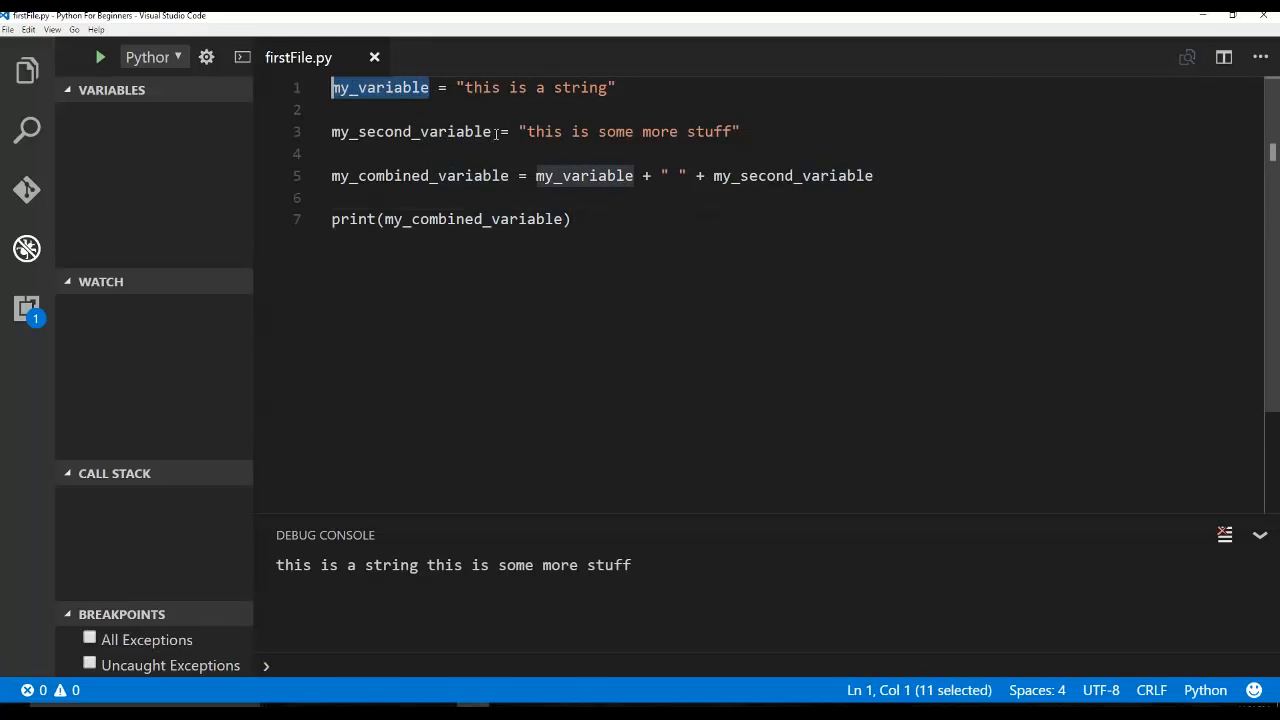 firstFile.py - Python For Beginners - Visual Studio Code
File Edit View Go Help
Python
firstFile.py
VARIABLES
1 my_variable = "this is a string"
2
3 my_second_variable = "this is some more stuff"
4
5 my_combined_variable = my_variable + " " + my_second_variable
6
7 print(my_combined_variable)
WATCH
1
CALL STACK
DEBUG CONSOLE
this is a string this is some more stuff
BREAKPOINTS
All Exceptions
Uncaught Exceptions
0 0 Ln 1, Col 1 (11 selected) Spaces: 4 UTF-8 CRLF Python